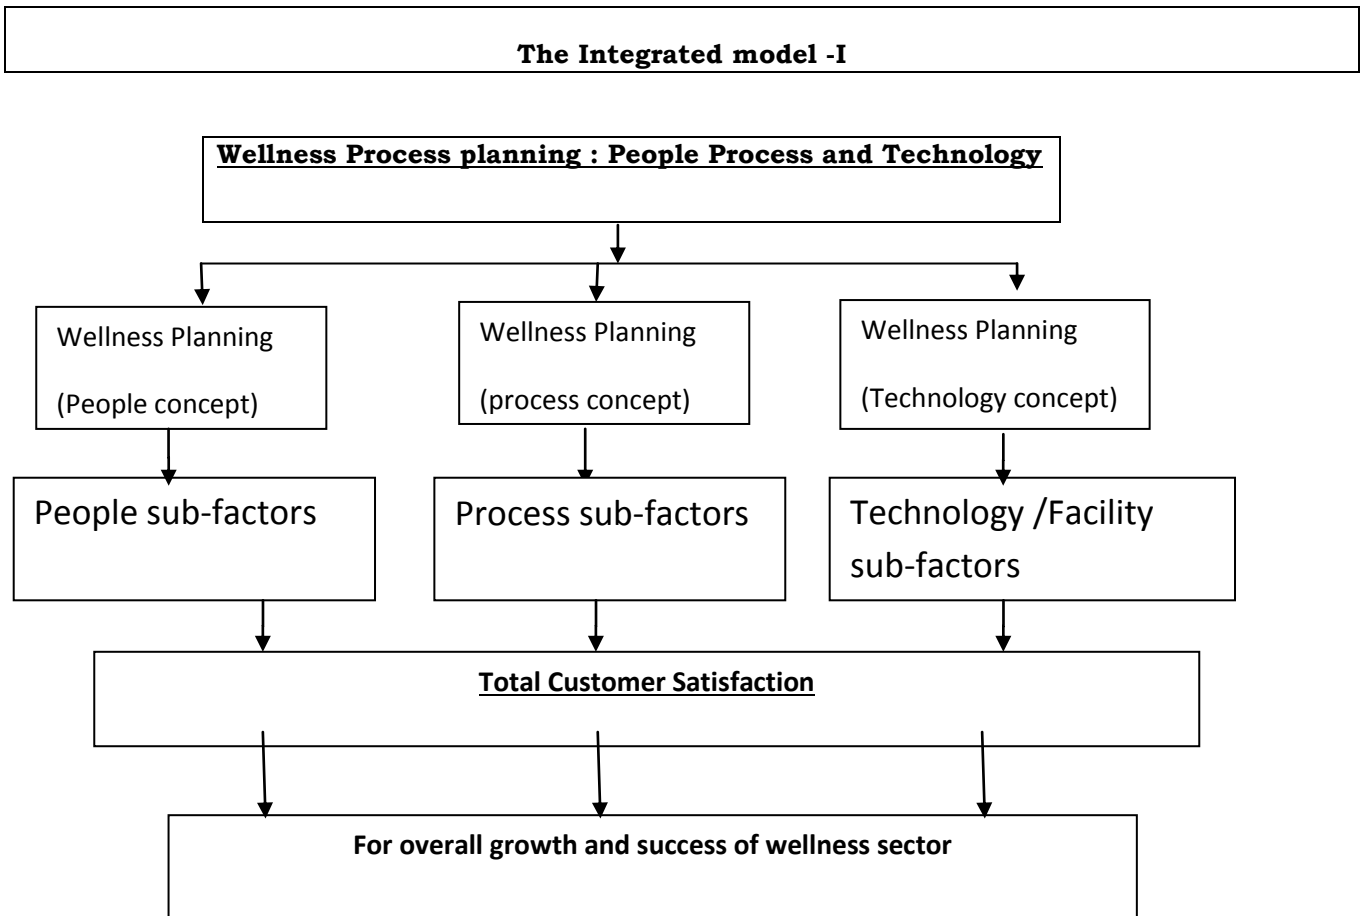 The Integrated model -I
Wellness Process planning : People Process and Technology
Wellness Planning
(People concept)
Wellness Planning
(process concept)
Wellness Planning
(Technology concept)
People sub-factors
Process sub-factors
Technology /Facility
sub-factors
Total Customer Satisfaction
For overall growth and success of wellness sector